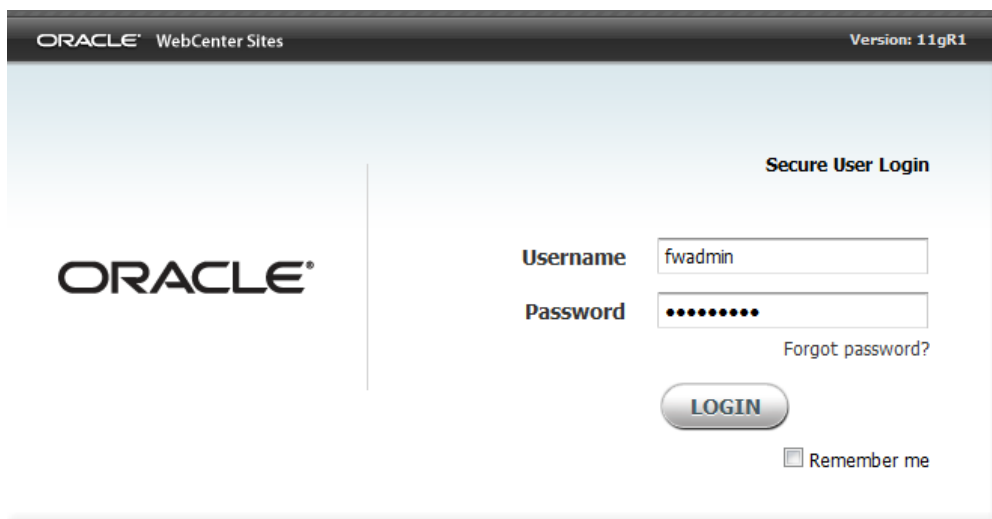 ORACLE® WebCenter Sites Version: 11gR1
Secure User Login
Username fwadmin
ORACLE®
Password •••••••••
Forgot password?
LOGIN
Remember me